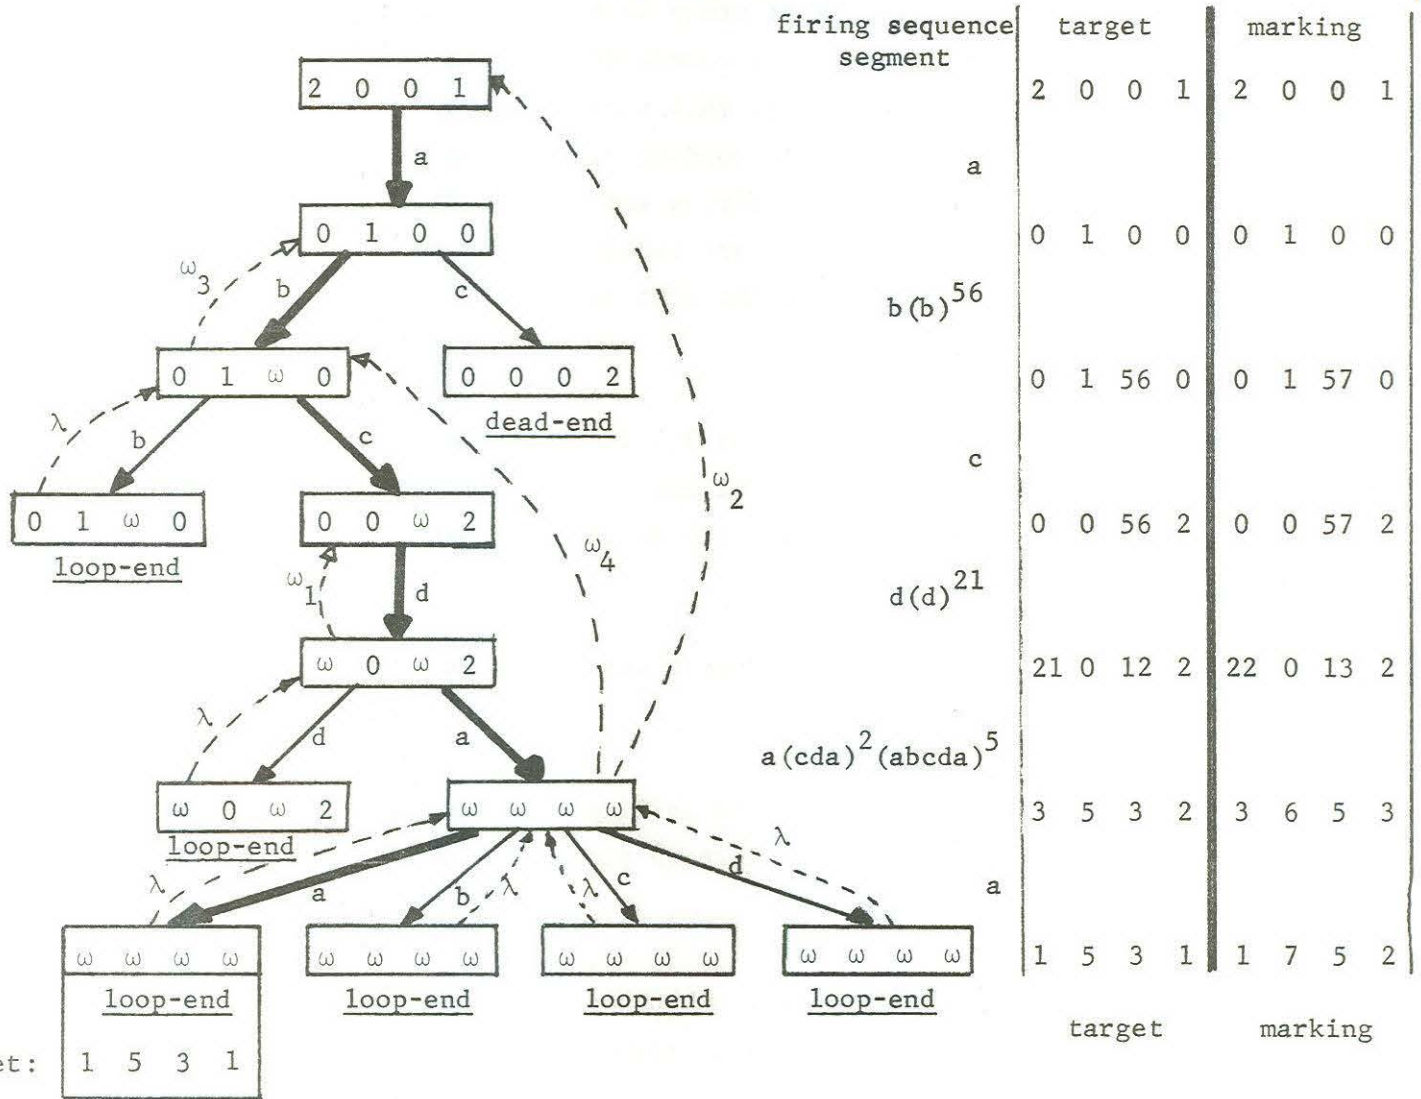 firing sequence target marking
segment
2 0 0 1 2 0 0 1 2 0 0 1
a a
0 1 0 0 0 1 0 0 0 1 0 0
ω3 b c b(b)^56
0 1 ω 0 0 0 0 2 0 1 56 0 0 1 57 0
dead-end
λ b c c
ω2
0 1 ω 0 0 0 ω 2 0 0 56 2 0 0 57 2
loop-end
ω4
ω1 d d(d)^21
ω 0 ω 2 21 0 12 2 22 0 13 2
λ d a a(cda)^2(abcda)^5
ω 0 ω 2 ω ω ω ω 3 5 3 2 3 6 5 3
loop-end
λ a b λ λ c d λ a
ω ω ω ω ω ω ω ω ω ω ω ω ω ω ω ω 1 5 3 1 1 7 5 2
loop-end loop-end loop-end loop-end
target marking
et: 1 5 3 1